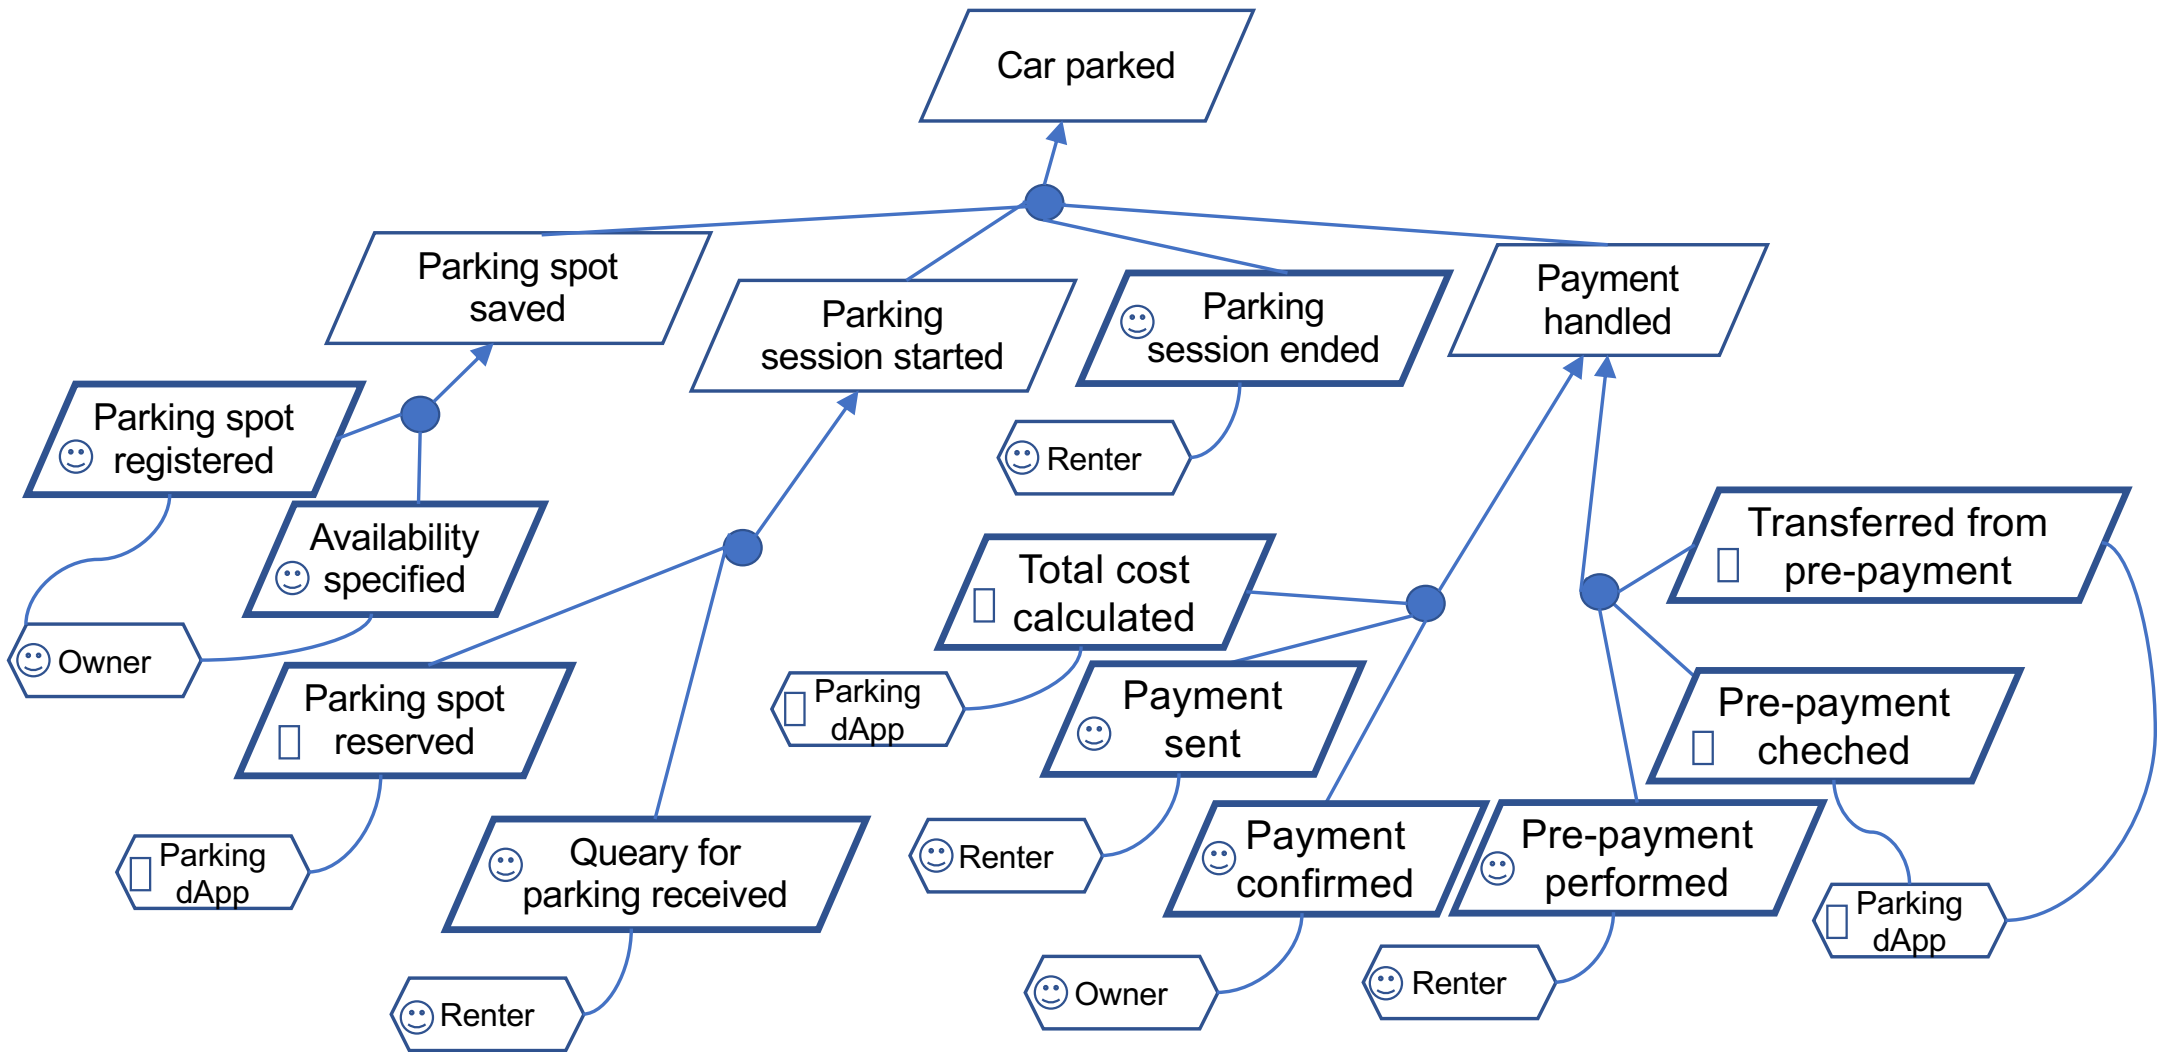 Car parked
Parking spot
saved
Parking
session started
Parking
session ended
Payment
handled
Parking spot
registered
Availability
specified
Renter
Owner
Total cost
calculated
Transferred from
pre-payment
Parking spot
reserved
Parking
dApp
Payment
sent
Pre-payment
cheched
Parking
dApp
Queary for
parking received
Renter
Payment
confirmed
Pre-payment
performed
Parking
dApp
Renter
Owner
Renter